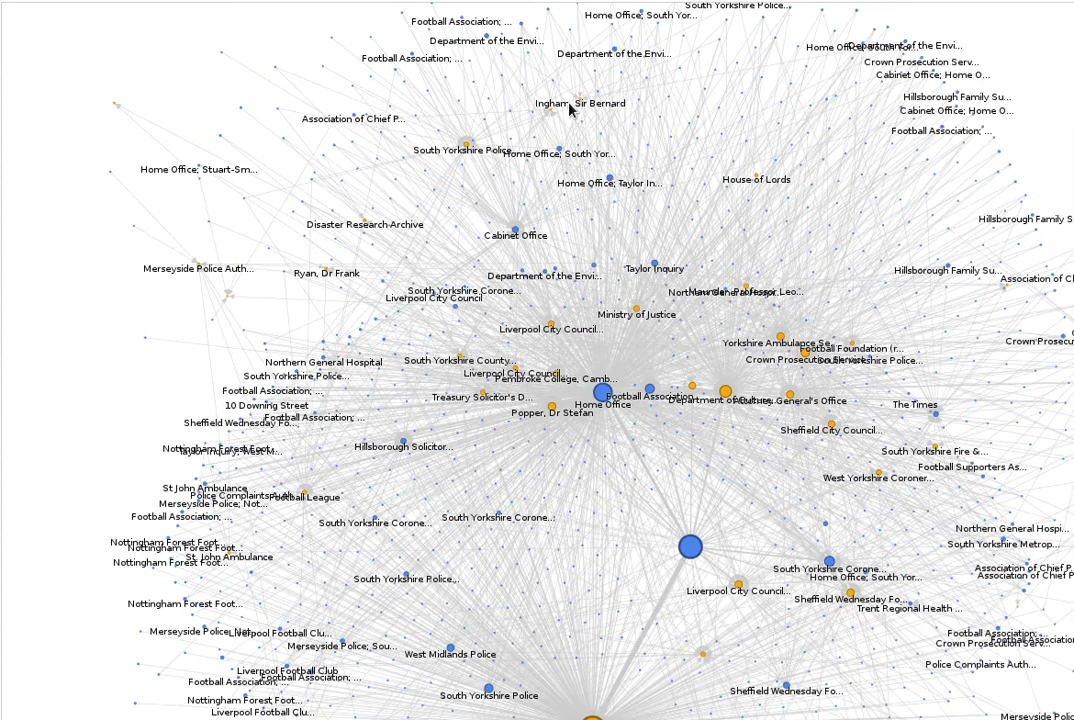 South Yorkshire Police...
Home Office; South Yor...
Football Association; ...
Department of the Envi...
Department of the Envi...
Football Association; ...
Department of the Envi...
Crown Prosecution Serv...
Cabinet Office; Home O...
Hillsborough Family Su...
Ingham, Sir Bernard
Cabinet Office; Home O...
Association of Chief P...
Football Association; ...
South Yorkshire Police
Home Office; South Yor...
Home Office; Stuart-Sm...
House of Lords
Home Office; Taylor In...
Hillsborough Family S
Disaster Research Archive
Cabinet Office
Merseyside Police Auth...
Taylor Inquiry
Hillsborough Family Su...
Ryan, Dr Frank
Department of the Envi...
Association of Cl
South Yorkshire Corone...
Liverpool City Council
Ministry of Justice
Liverpool City Council...
Crown Prosecu
Yorkshire Ambulance Se
Football Foundation (r...
Crown Prosecution Service
South Yorkshire Police...
Northern General Hospital
South Yorkshire County...
Liverpool City Council
South Yorkshire Police...
Pembroke College, Camb...
Football Association; ...
Treasury Solicitor's D...
Football Association
Home Office
10 Downing Street
The Times
Popper, Dr Stefan
Football Association; ...
Sheffield Wednesday Fo...
Sheffield City Council...
Hillsborough Solicitor...
South Yorkshire Fire &...
Football Supporters As...
West Yorkshire Coroner...
St John Ambulance
Football League
Merseyside Police; Not...
Football Association; ...
South Yorkshire Corone...
South Yorkshire Corone...
Northern General Hospi...
Nottingham Forest Foot
Nottingham Forest Foot...
South Yorkshire Metrop...
St. John Ambulance
Nottingham Forest Foot...
South Yorkshire Corone...
Association of Chief P
Association of Chief P
South Yorkshire Police...
Home Office; South Yor...
Liverpool City Council...
Sheffield Wednesday Fo...
Nottingham Forest Foot...
Trent Regional Health ...
Merseyside Police; Not
Liverpool Football Clu...
Football Association; ...
Football Association
Crown Prosecution Serv...
Merseyside Police; Sou...
West Midlands Police
Police Complaints Auth...
Liverpool Football Club
Football Association; ...
Football Association; ...
Sheffield Wednesday Fo...
South Yorkshire Police
Nottingham Forest Foot...
Liverpool Football Clu...
Merseyside Polic